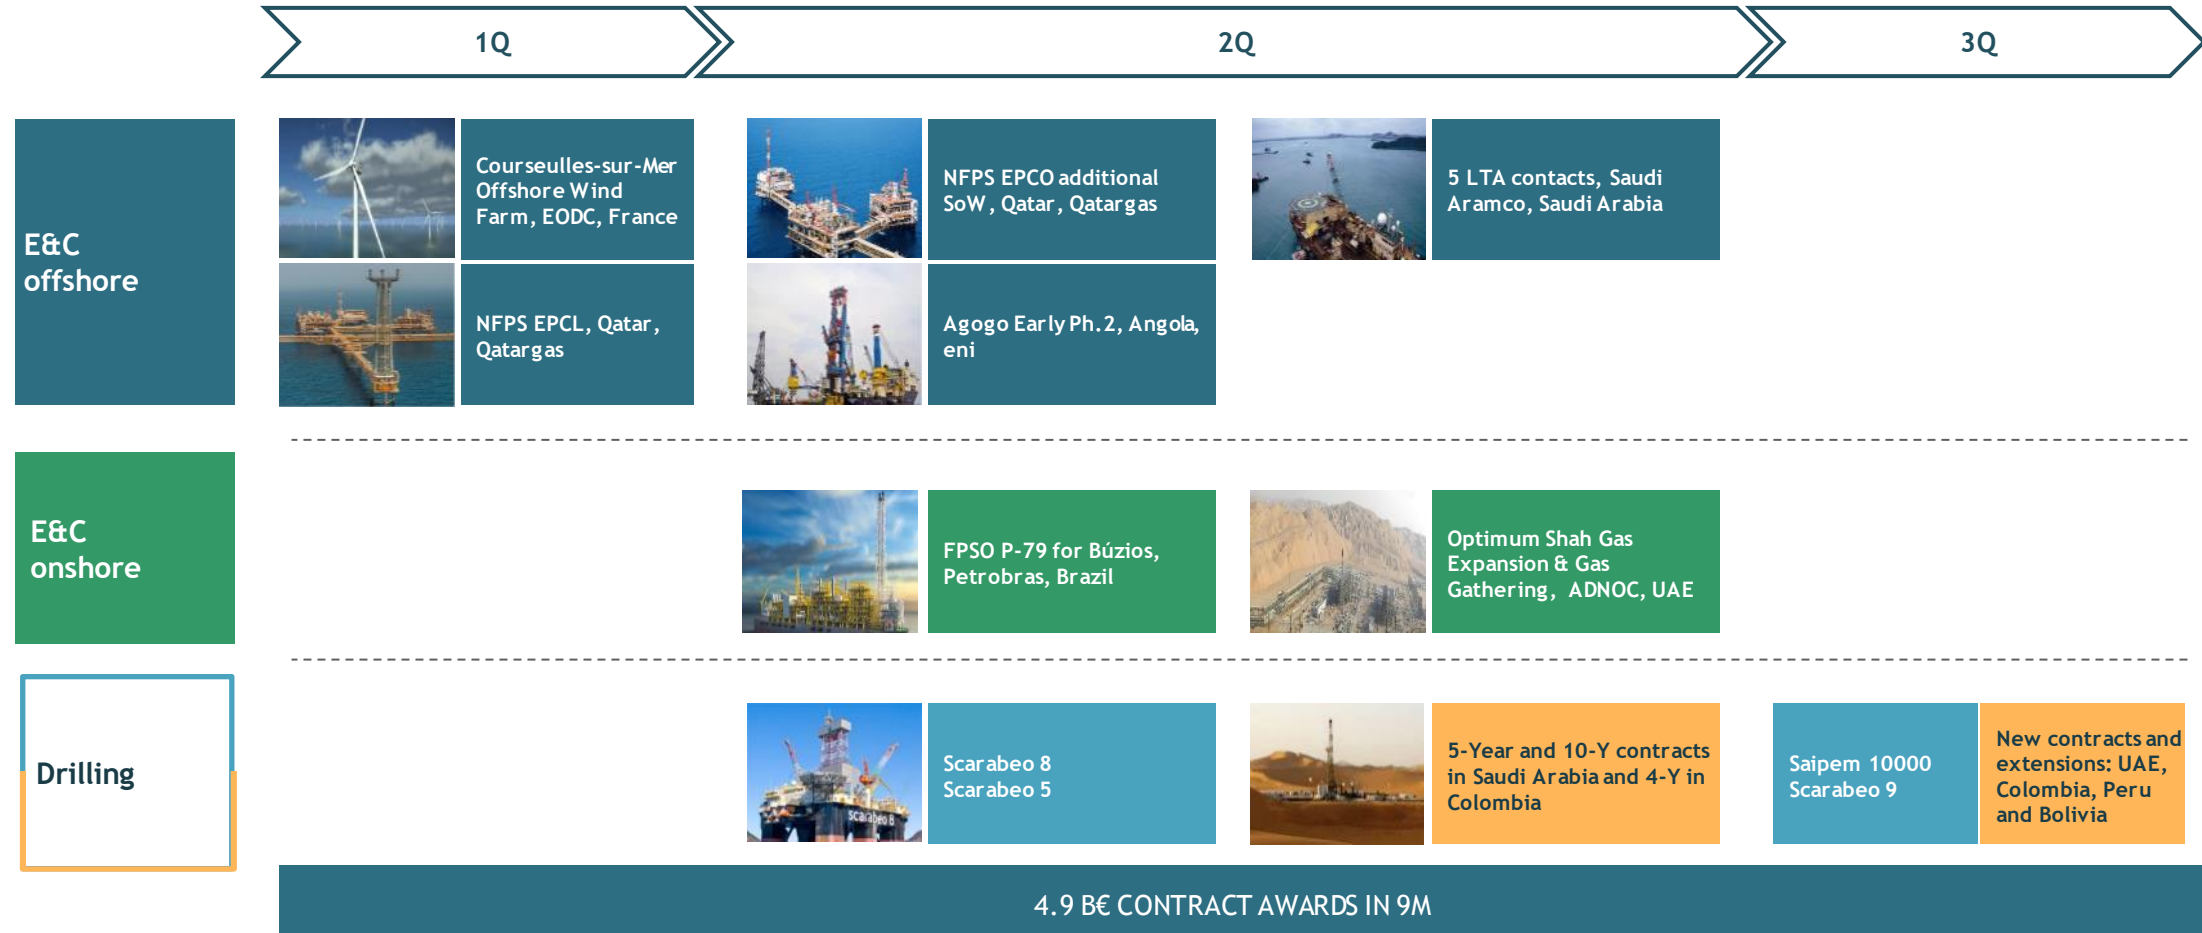 1Q
2Q
3Q
E&C
offshore
Courseulles-sur-Mer
Offshore Wind
Farm, EODC, France
NFPS EPCO additional
SoW, Qatar, Qatargas
5 LTA contacts, Saudi
Aramco, Saudi Arabia
NFPS EPCL, Qatar,
Qatargas
Agogo Early Ph.2, Angola,
eni
E&C
onshore
FPSO P-79 for Búzios,
Petrobras, Brazil
Optimum Shah Gas
Expansion & Gas
Gathering, ADNOC, UAE
Drilling
scarabeo 8
Scarabeo 8
Scarabeo 5
5-Year and 10-Y contracts
in Saudi Arabia and 4-Y in
Colombia
Saipem 10000
Scarabeo 9
New contracts and
extensions: UAE,
Colombia, Peru
and Bolivia
4.9 B€ CONTRACT AWARDS IN 9M